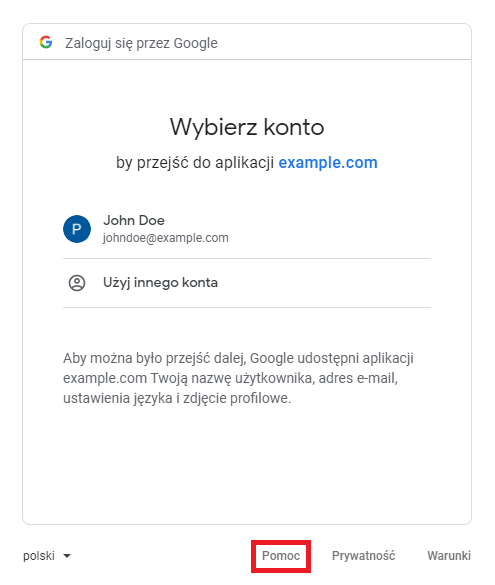 Zaloguj się przez Google
Wybierz konto
by przejść do aplikacji example.com
P
John Doe
johndoe@example.com
Użyj innego konta
Aby można było przejść dalej, Google udostępni aplikacji
example.com Twoją nazwę użytkownika, adres e-mail,
ustawienia języka i zdjęcie profilowe.
polski
Pomoc
Prywatność
Warunki